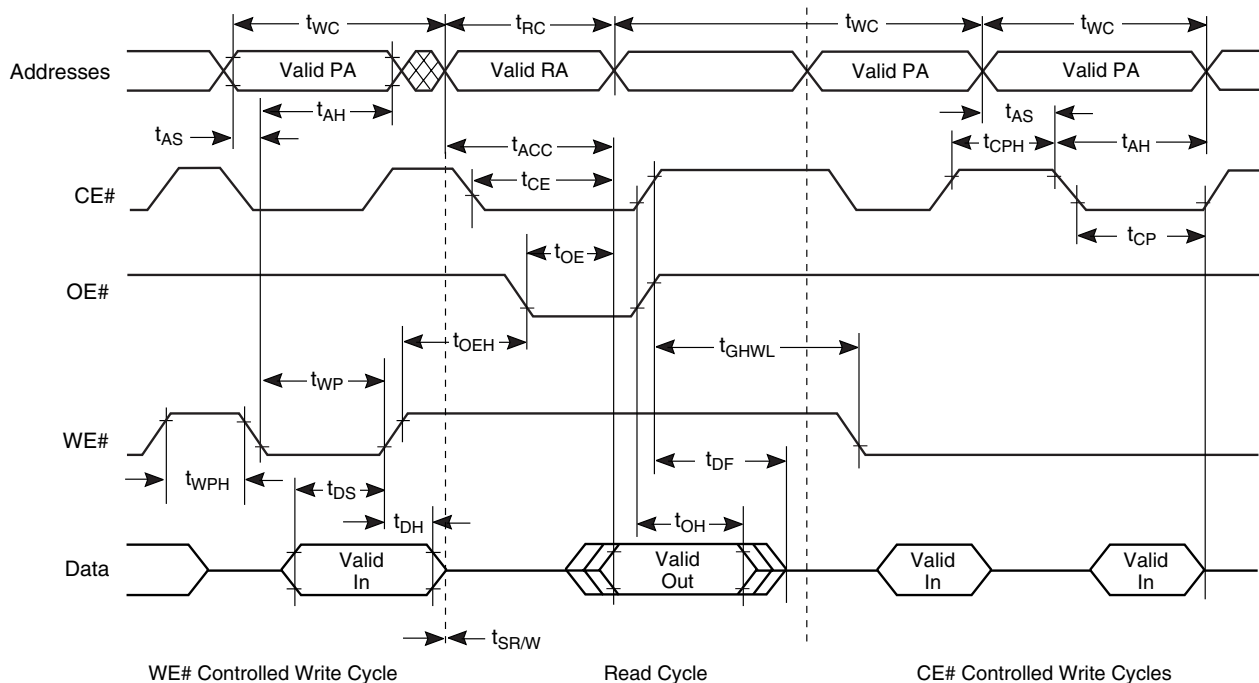 tWC tRC tWC tWC
Addresses Valid PA Valid RA Valid PA Valid PA
tAH tAS
tAS tACC tCPH tAH
CE# tCE
tOE tCP
OE#
tOEH tGHWL
tWP
WE#
tWPH tDS tDF
tDH tOH
Data Valid In Valid Out Valid In Valid In
tSR/W
WE# Controlled Write Cycle Read Cycle CE# Controlled Write Cycles